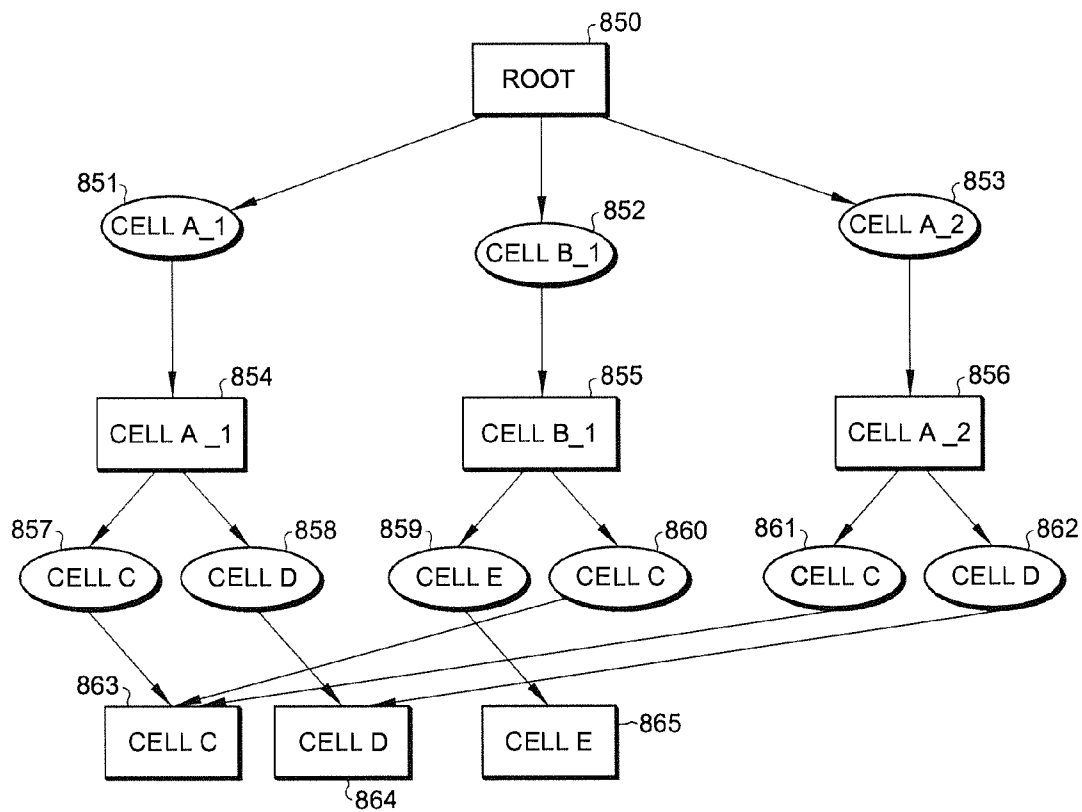 850
ROOT
851
CELL A_1
852
CELL B_1
853
CELL A_2
854
CELL A _1
855
CELL B_1
856
CELL A _2
857
CELL C
858
CELL D
859
CELL E
860
CELL C
861
CELL C
862
CELL D
863
CELL C
CELL D
864
CELL E
865